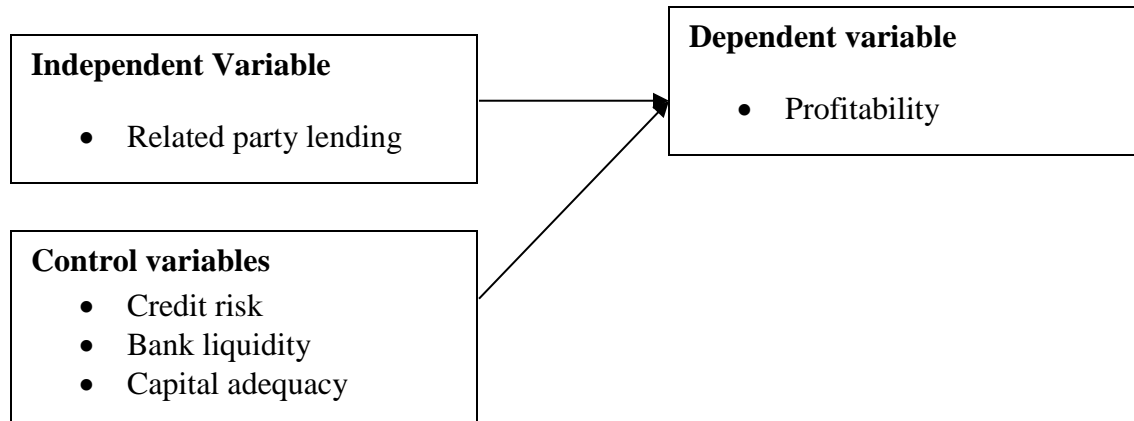 Independent Variable
• Related party lending
Dependent variable
• Profitability
Control variables
• Credit risk
• Bank liquidity
• Capital adequacy